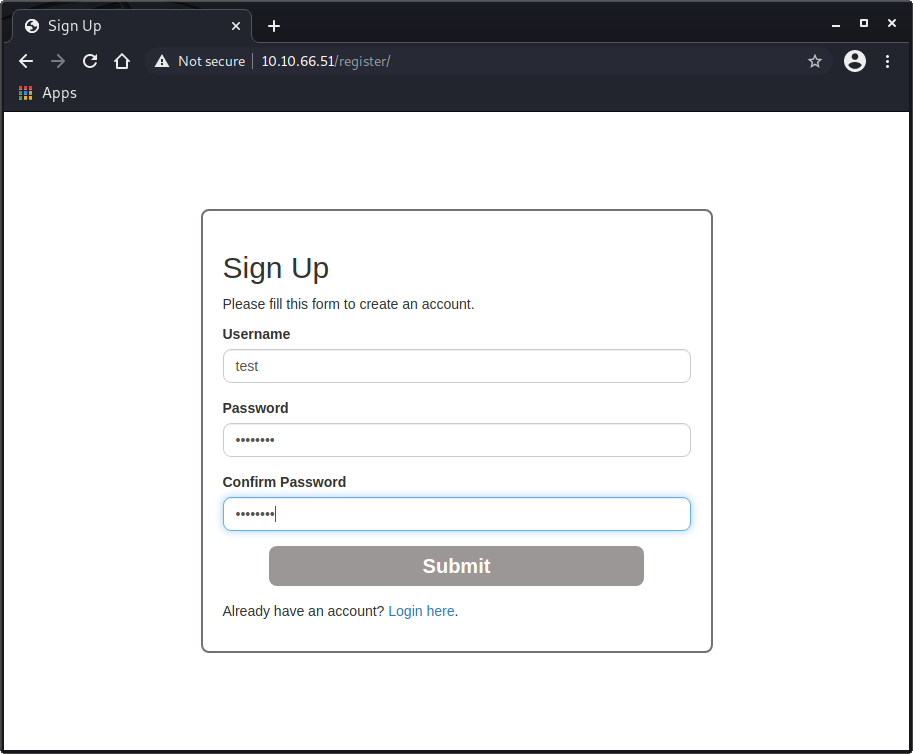 Sign Up
Not secure 10.10.66.51/register/
Apps
Sign Up
Please fill this form to create an account.
Username
test
Password
••••••••
Confirm Password
••••••••
Submit
Already have an account? Login here.